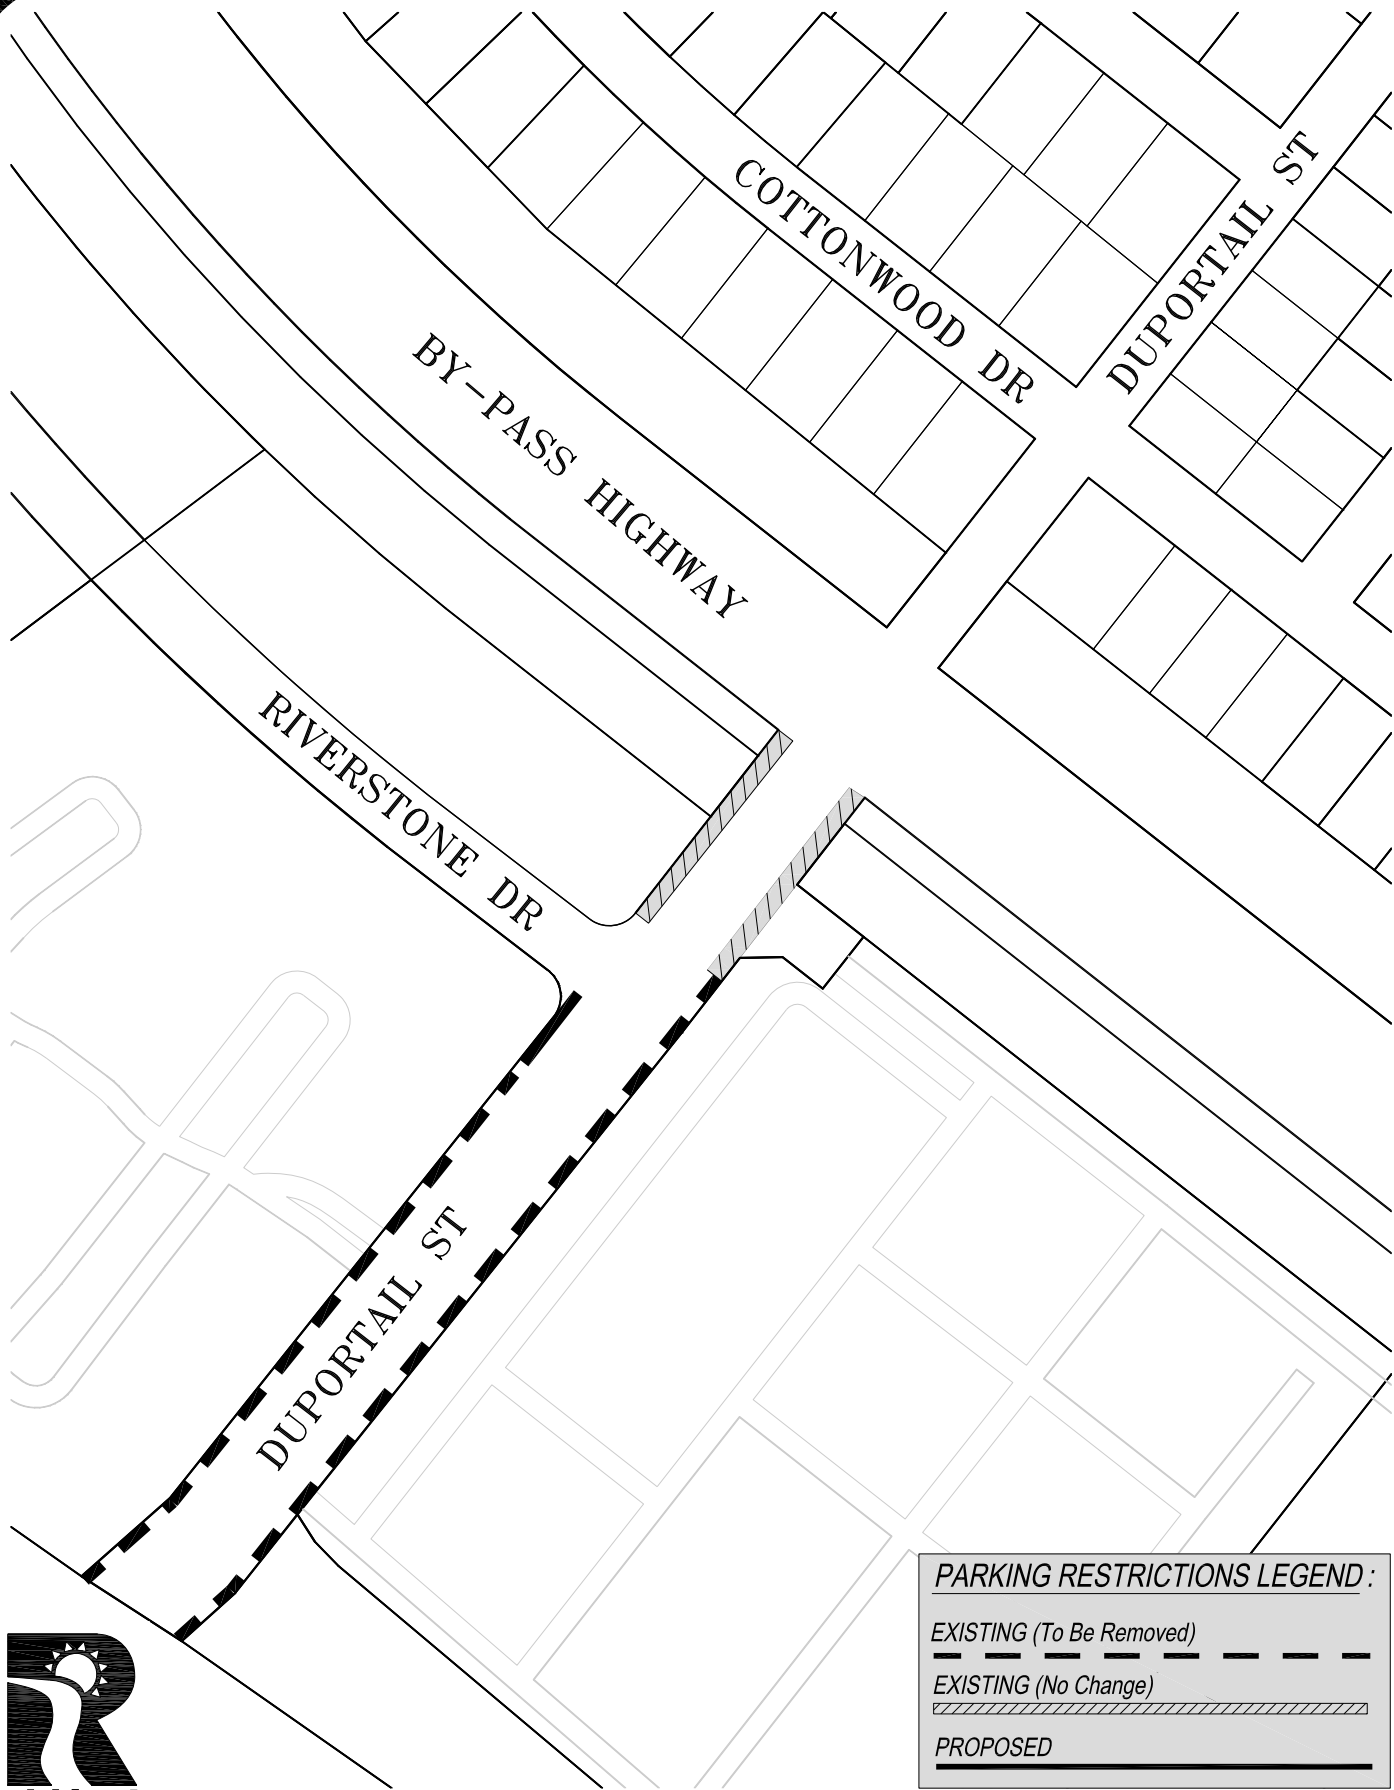 COTTONWOOD DR
DUPORTAIL ST
BY-PASS HIGHWAY
RIVERSTONE DR
DUPORTAIL ST
PARKING RESTRICTIONS LEGEND :
EXISTING (To Be Removed)
EXISTING (No Change)
PROPOSED